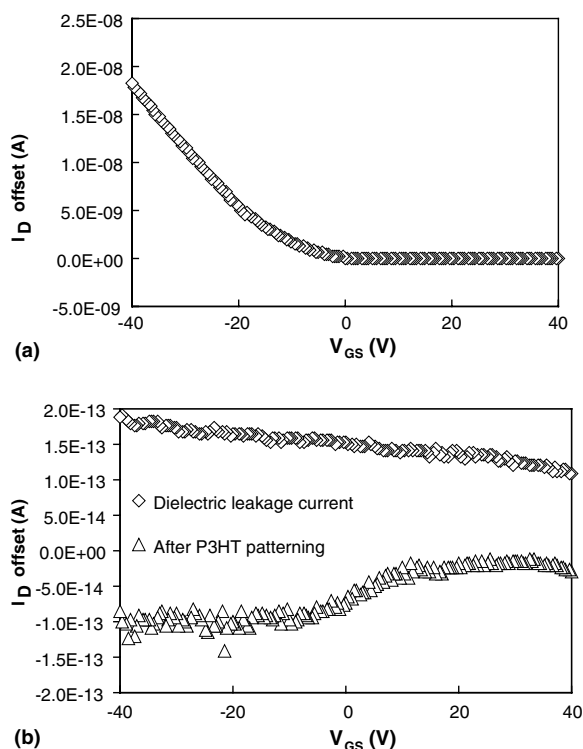 2.5E-08
2.0E-08
1.5E-08
1.0E-08
5.0E-09
0.0E+00
-5.0E-09
I_D offset (A)
-40 -20 0 20 40
V_GS (V)
(a)
2.0E-13
1.5E-13
1.0E-13
5.0E-14
0.0E+00
-5.0E-14
-1.0E-13
-1.5E-13
-2.0E-13
I_D offset (A)
Dielectric leakage current
After P3HT patterning
-40 -20 0 20 40
V_GS (V)
(b)